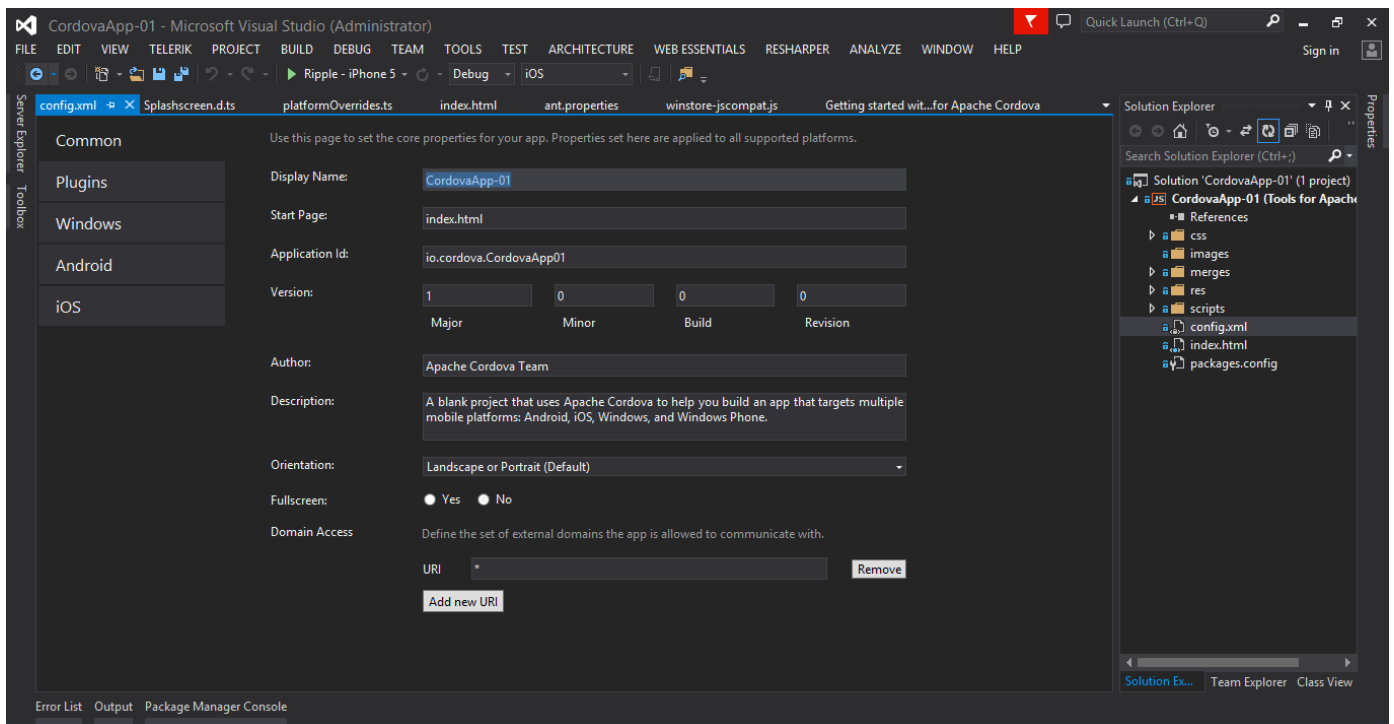 CordovaApp-01 - Microsoft Visual Studio (Administrator)
Quick Launch (Ctrl+Q)
FILE EDIT VIEW TELERIK PROJECT BUILD DEBUG TEAM TOOLS TEST ARCHITECTURE WEB ESSENTIALS RESHARPER ANALYZE WINDOW HELP
Sign in
Ripple - iPhone 5 Debug iOS
Server Explorer
Toolbox
config.xml Splashscreen.d.ts platformOverrides.ts index.html ant.properties winstore-jscompat.js Getting started wit...for Apache Cordova
Common
Plugins
Windows
Android
iOS
Use this page to set the core properties for your app. Properties set here are applied to all supported platforms.
Display Name: CordovaApp-01
Start Page: index.html
Application Id: io.cordova.CordovaApp01
Version: 1 0 0 0
Major Minor Build Revision
Author: Apache Cordova Team
Description: A blank project that uses Apache Cordova to help you build an app that targets multiple
mobile platforms: Android, iOS, Windows, and Windows Phone.
Orientation: Landscape or Portrait (Default)
Fullscreen: Yes No
Domain Access Define the set of external domains the app is allowed to communicate with.
URI * Remove
Add new URI
Solution Explorer
Search Solution Explorer (Ctrl+;)
Solution 'CordovaApp-01' (1 project)
JS CordovaApp-01 (Tools for Apache
References
css
images
merges
res
scripts
config.xml
index.html
packages.config
Solution Ex... Team Explorer Class View
Properties
Error List Output Package Manager Console